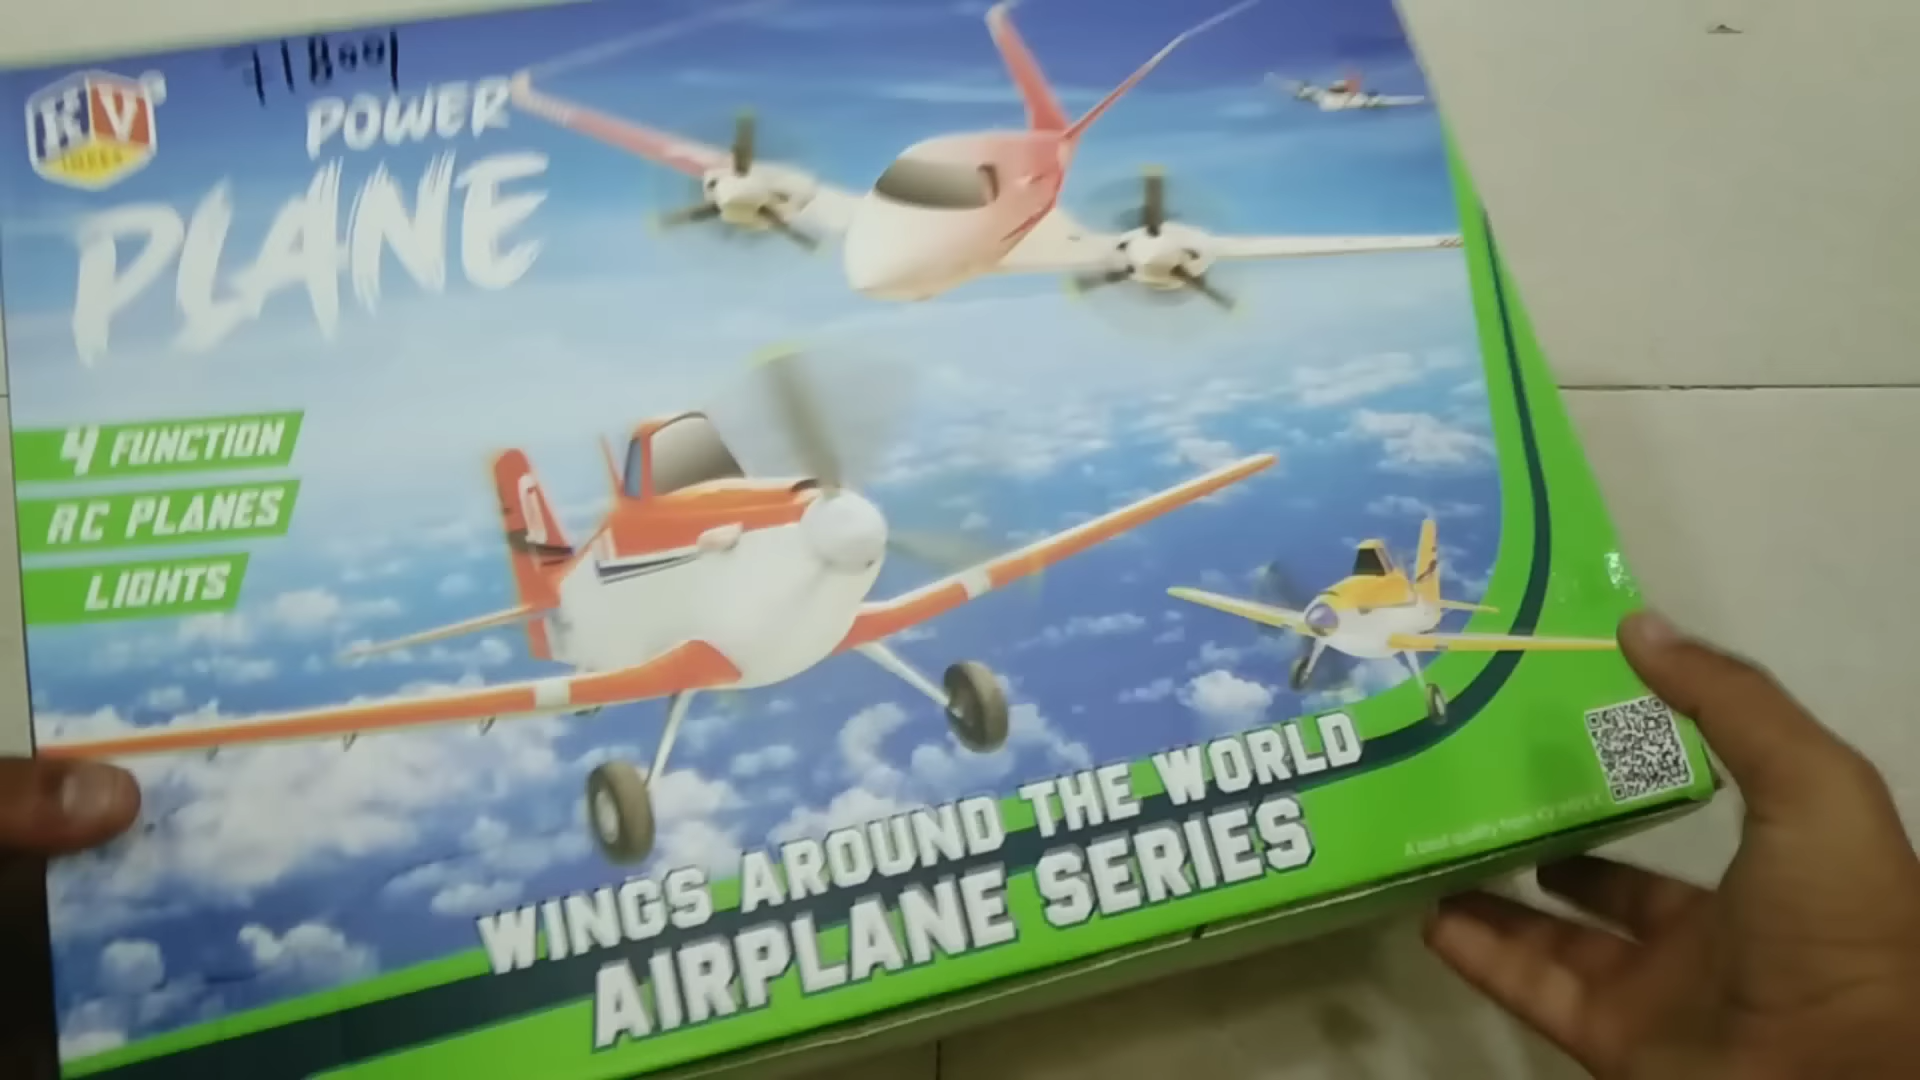 KV
POWER
PLANE
4 FUNCTION
RC PLANES
LIGHTS
WINGS AROUND THE WORLD
AIRPLANE SERIES